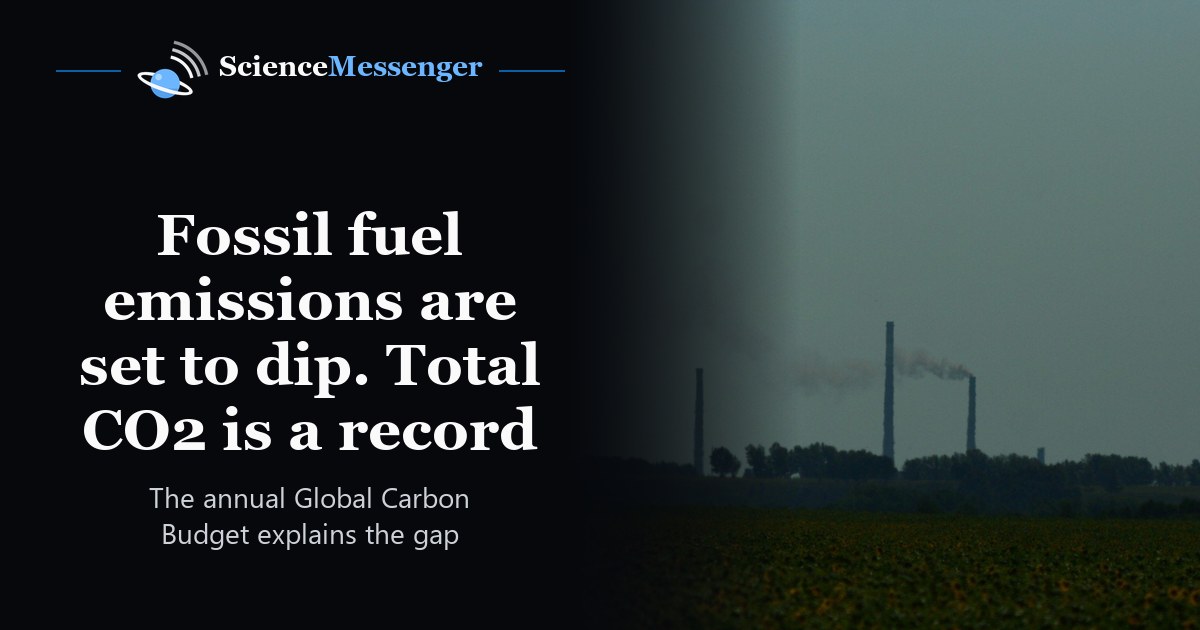 ScienceMessenger
Fossil fuel
emissions are
set to dip. Total
CO2 is a record
The annual Global Carbon
Budget explains the gap